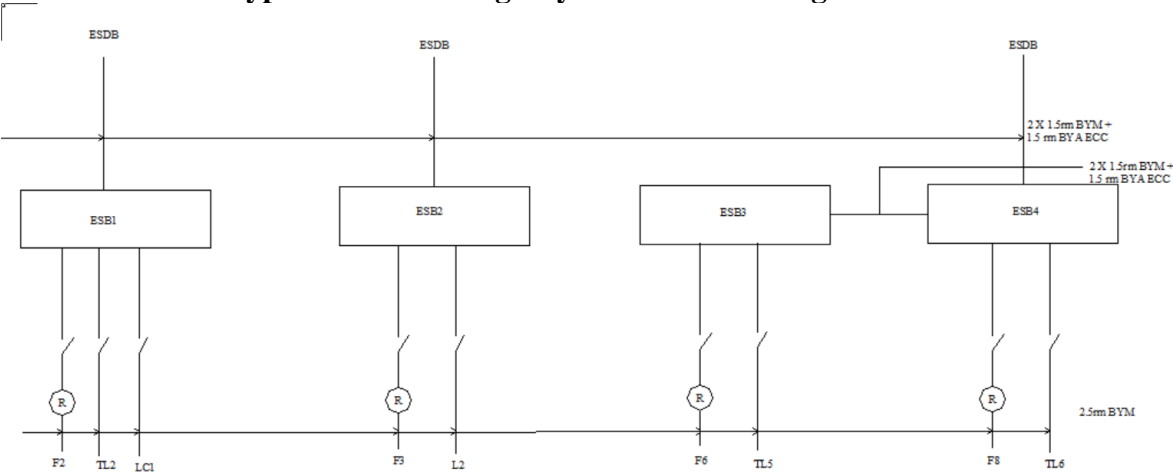 ESDB
ESDB
ESDB
2 X 1.5rm BYM +
1.5 rm BYA ECC
2 X 1.5rm BYM +
1.5 rm BYA ECC
ESB1
ESB2
ESB3
ESB4
R
R
R
R
2.5rm BYM
F2
TL2
LC1
F3
L2
F6
TL5
F8
TL6